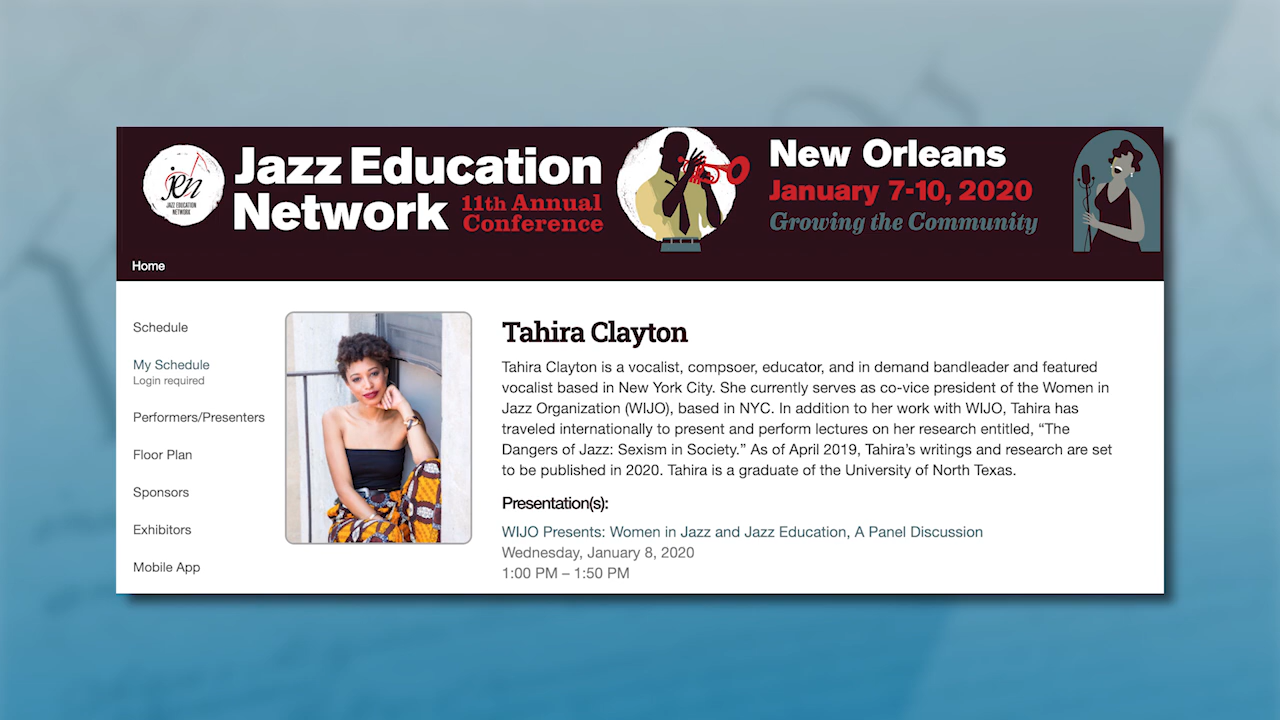 jen
JAZZ EDUCATION
NETWORK
Jazz Education
Network
11th Annual
Conference
New Orleans
January 7-10, 2020
Growing the Community
Home
Schedule
My Schedule
Login required
Performers/Presenters
Floor Plan
Sponsors
Exhibitors
Mobile App
Tahira Clayton
Tahira Clayton is a vocalist, compsoer, educator, and in demand bandleader and featured
vocalist based in New York City. She currently serves as co-vice president of the Women in
Jazz Organization (WIJO), based in NYC. In addition to her work with WIJO, Tahira has
traveled internationally to present and perform lectures on her research entitled, “The
Dangers of Jazz: Sexism in Society.” As of April 2019, Tahira’s writings and research are set
to be published in 2020. Tahira is a graduate of the University of North Texas.
Presentation(s):
WIJO Presents: Women in Jazz and Jazz Education, A Panel Discussion
Wednesday, January 8, 2020
1:00 PM – 1:50 PM